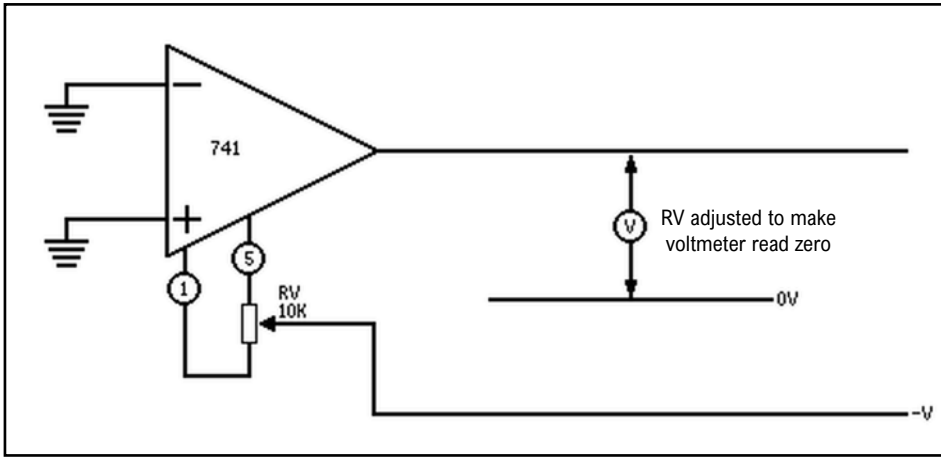 −
741
+
1
5
RV
10K
V
RV adjusted to make
voltmeter read zero
0V
-V